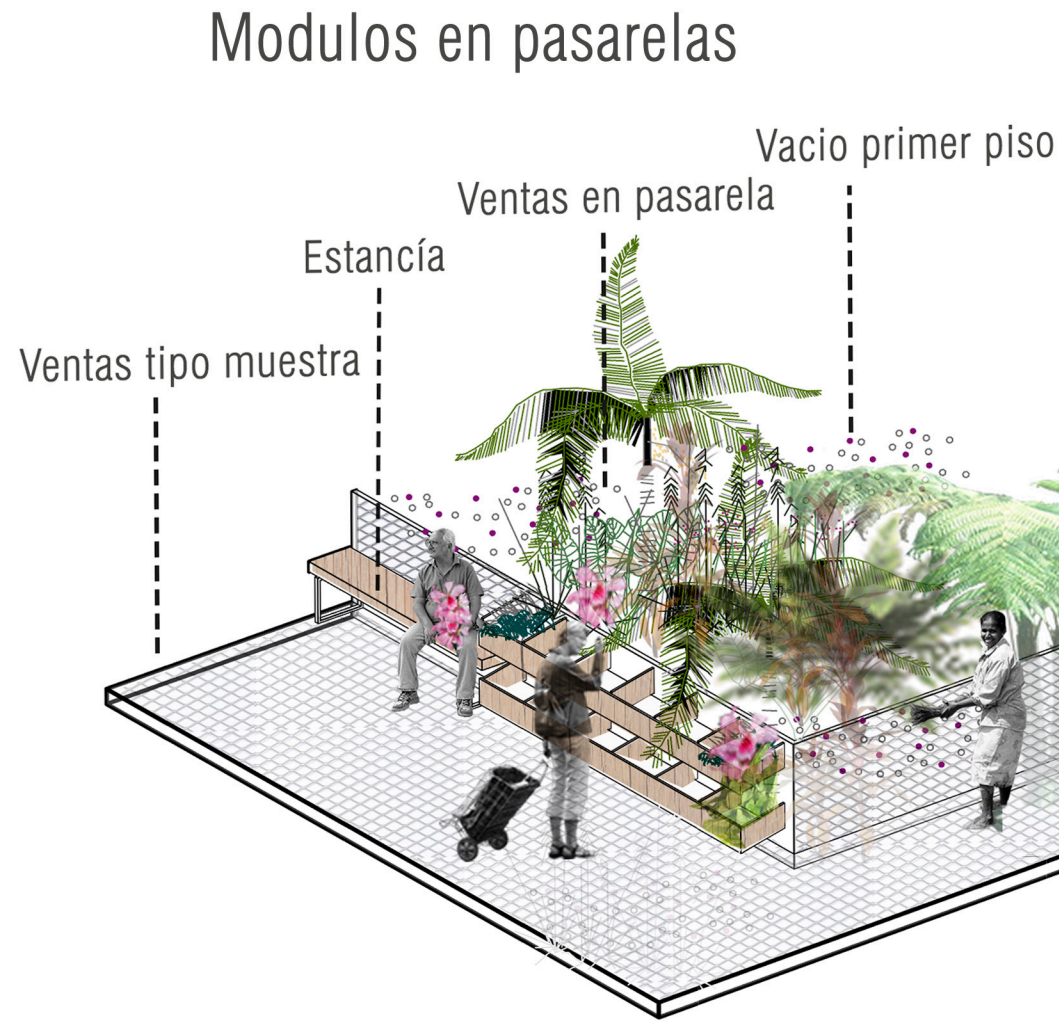 Modulos en pasarelas
Vacio primer piso
Ventas en pasarela
Estancía
Ventas tipo muestra